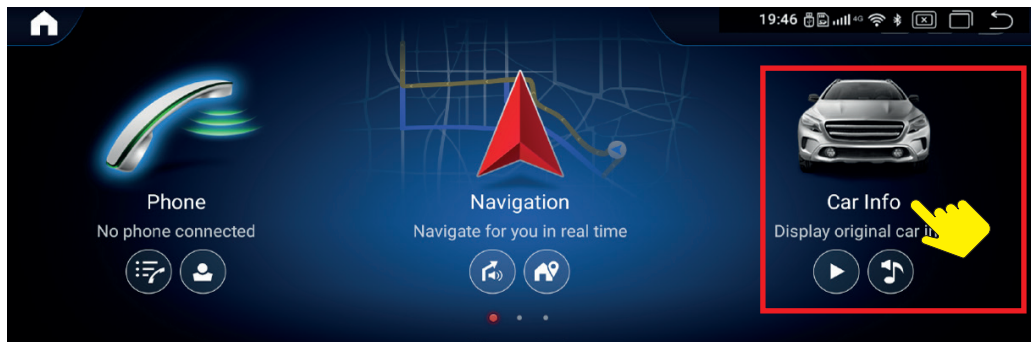 19:46 4G
Phone
No phone connected
Navigation
Navigate for you in real time
Car Info
Display original car in